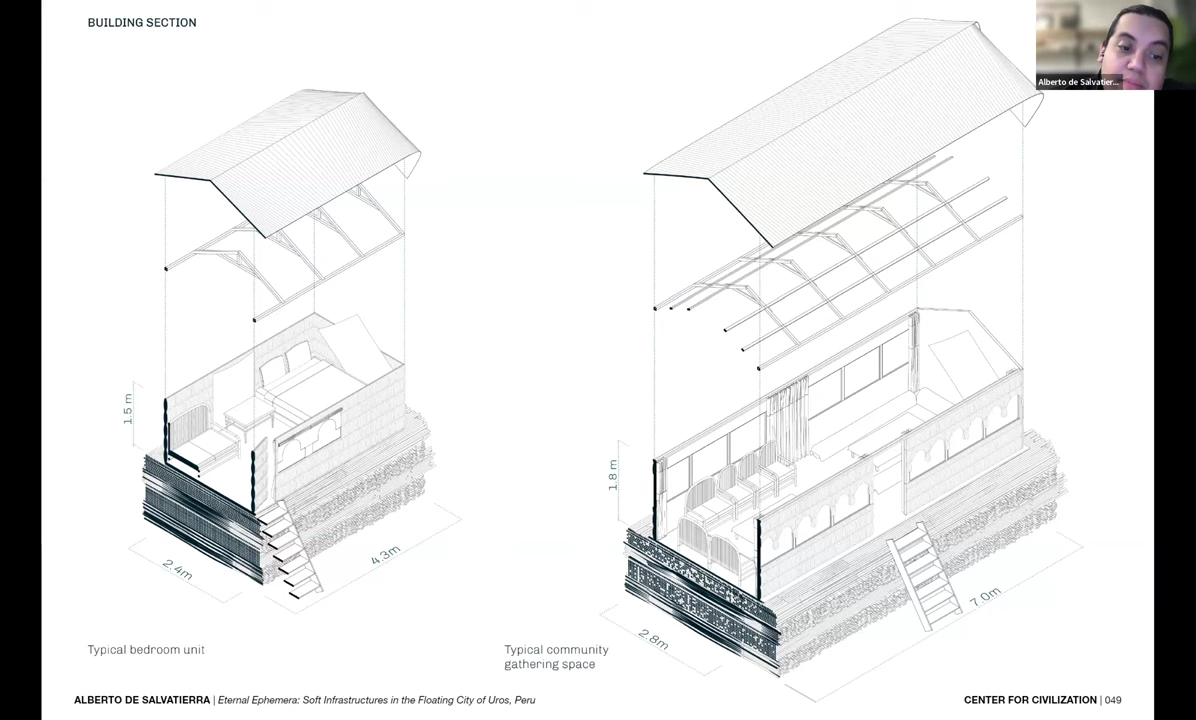 BUILDING SECTION
Alberto de Salvatier...
1.5 m
2.4m
4.3m
1.8 m
2.8m
7.0m
Typical bedroom unit
Typical community
gathering space
ALBERTO DE SALVATIERRA | Eternal Ephemera: Soft Infrastructures in the Floating City of Uros, Peru
CENTER FOR CIVILIZATION | 049